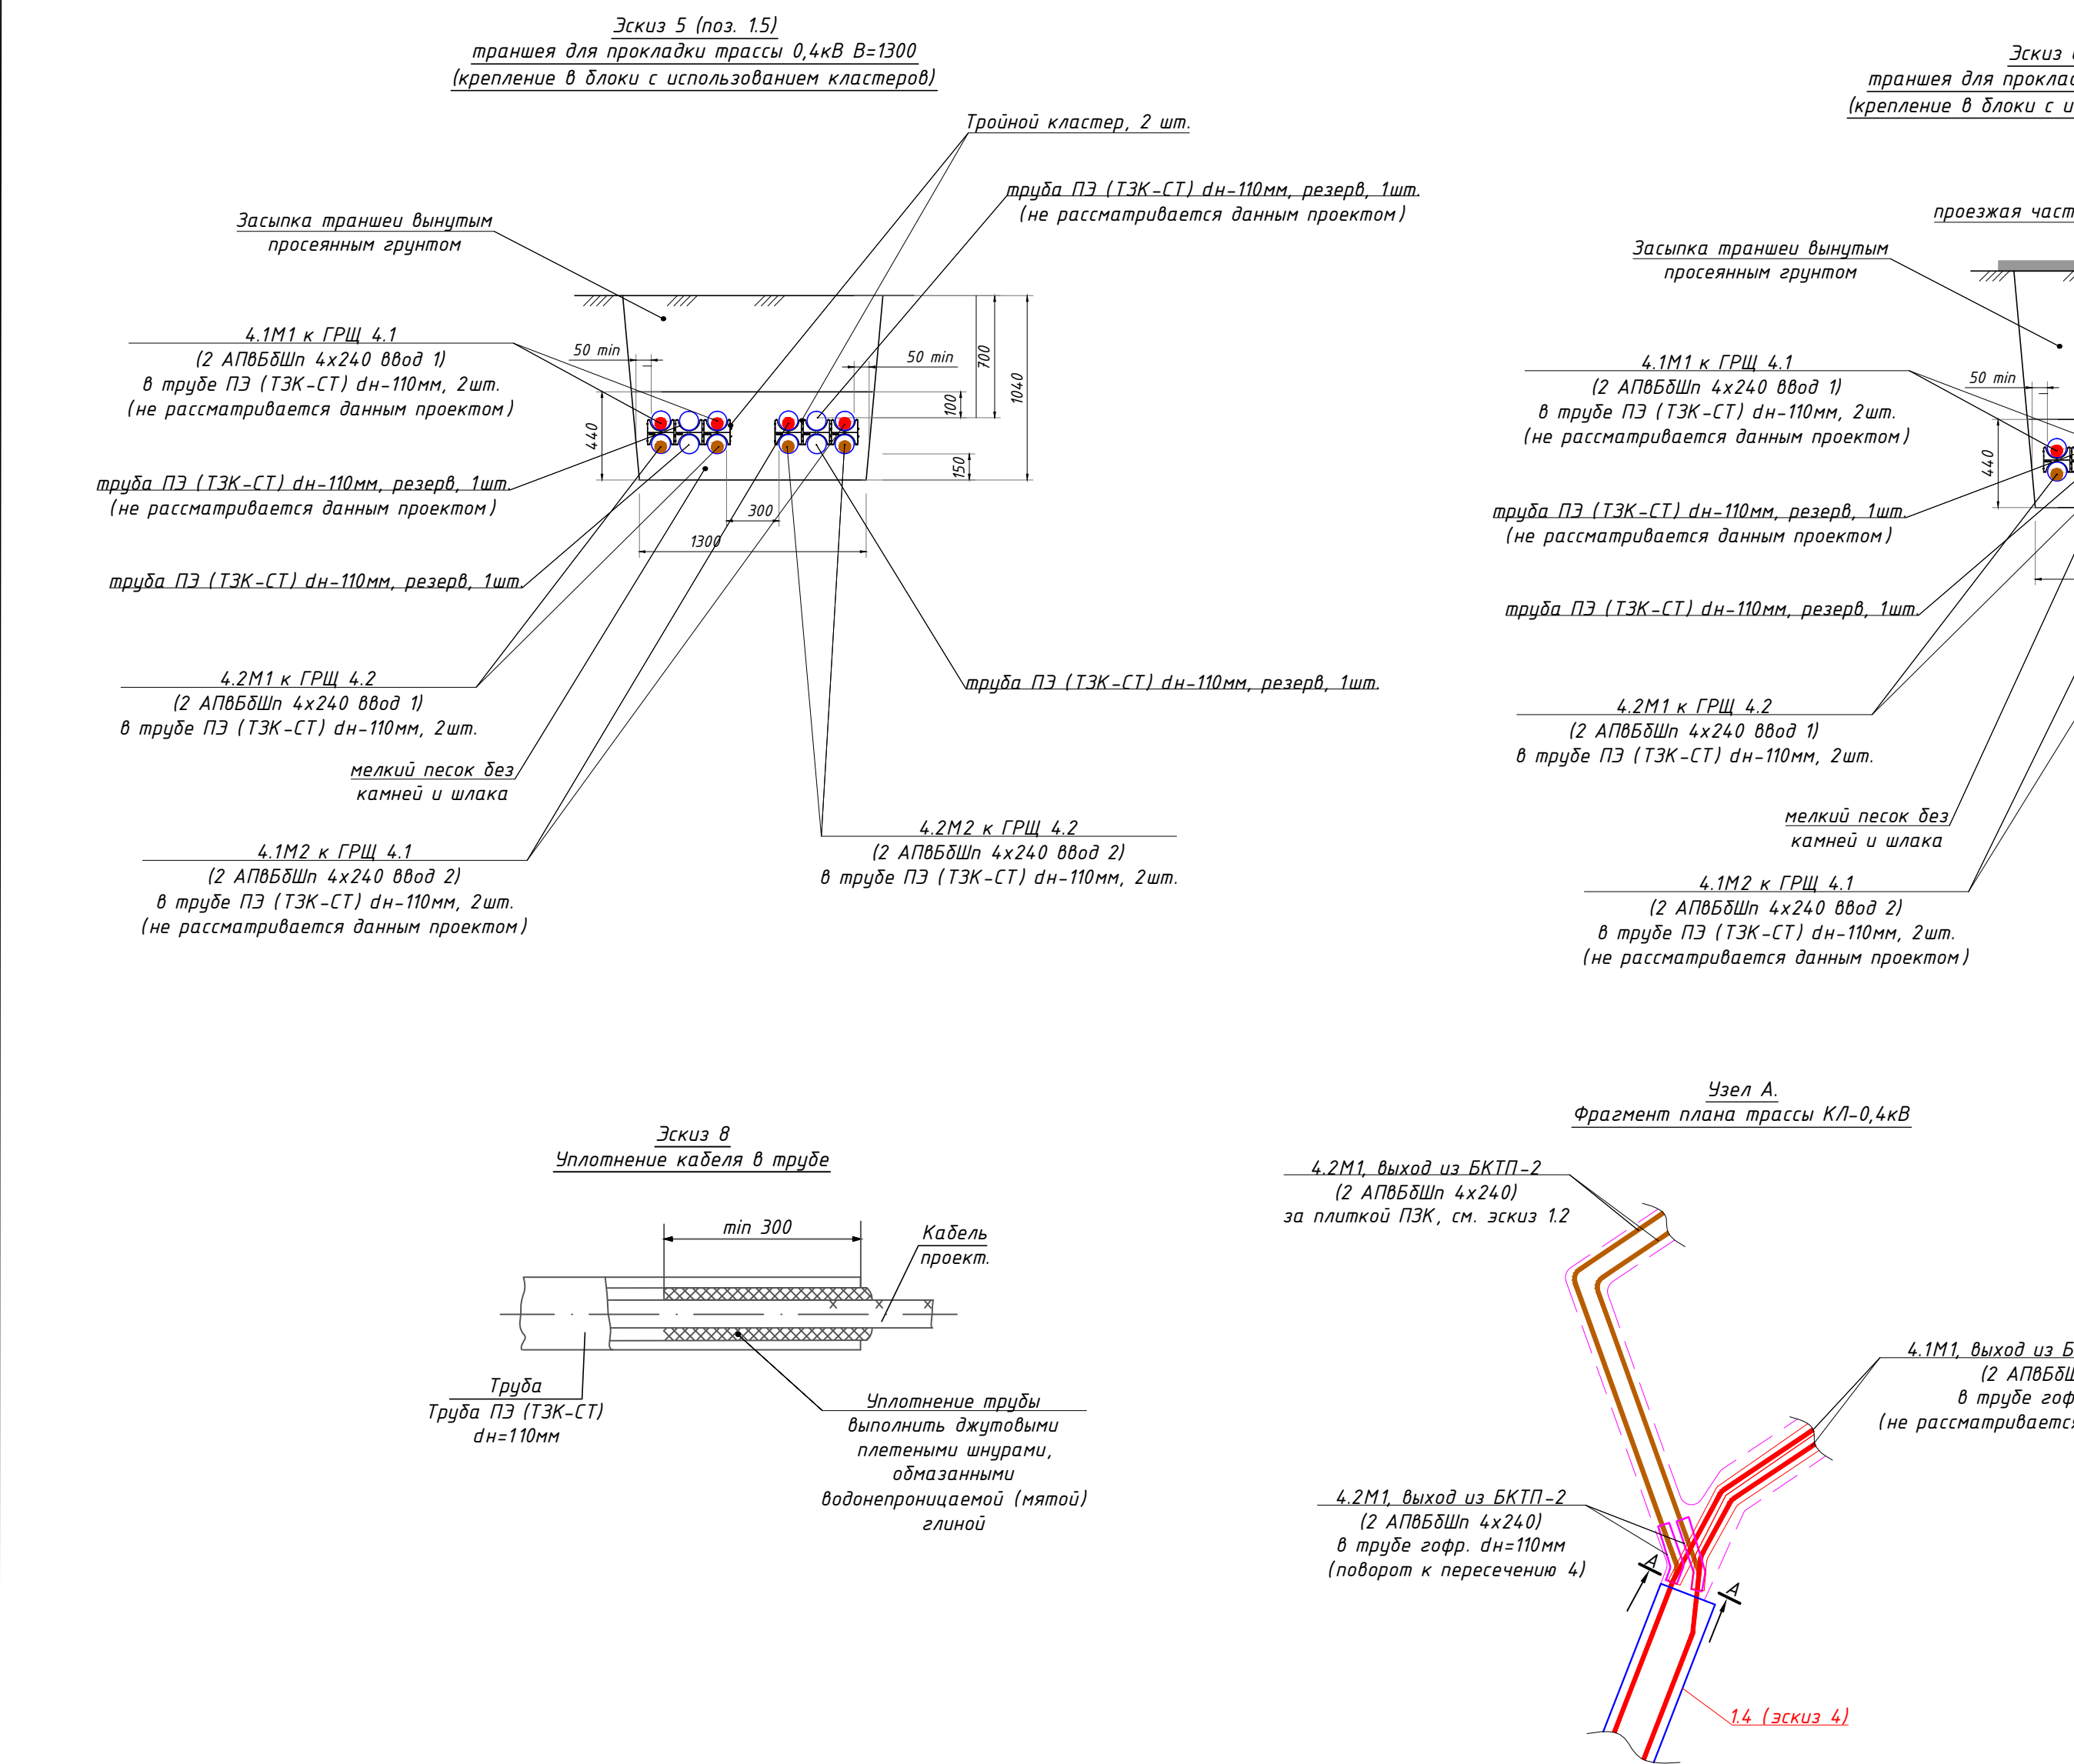 Эскиз 5 (поз. 1.5)
траншея для прокладки трассы 0,4кВ В=1300
(крепление в блоки с использованием кластеров)
Тройной кластер, 2 шт.
труба ПЭ (ТЗК-СТ) dн-110мм, резерв, 1шт.
(не рассматривается данным проектом)
Засыпка траншеи вынутым
просеянным грунтом
4.1М1 к ГРЩ 4.1
(2 АПвБбШп 4х240 ввод 1)
в трубе ПЭ (ТЗК-СТ) dн-110мм, 2шт.
(не рассматривается данным проектом)
50 min
50 min
700
1040
100
440
150
300
1300
труба ПЭ (ТЗК-СТ) dн-110мм, резерв, 1шт.
(не рассматривается данным проектом)
труба ПЭ (ТЗК-СТ) dн-110мм, резерв, 1шт.
4.2М1 к ГРЩ 4.2
(2 АПвБбШп 4х240 ввод 1)
в трубе ПЭ (ТЗК-СТ) dн-110мм, 2шт.
труба ПЭ (ТЗК-СТ) dн-110мм, резерв, 1шт.
мелкий песок без
камней и шлака
4.1М2 к ГРЩ 4.1
(2 АПвБбШп 4х240 ввод 2)
в трубе ПЭ (ТЗК-СТ) dн-110мм, 2шт.
(не рассматривается данным проектом)
4.2М2 к ГРЩ 4.2
(2 АПвБбШп 4х240 ввод 2)
в трубе ПЭ (ТЗК-СТ) dн-110мм, 2шт.
Эскиз
траншея для
(крепление в блоки с
проезжая
Засыпка траншеи вынутым
просеянным грунтом
4.1М1 к ГРЩ 4.1
(2 АПвБбШп 4х240 ввод 1)
в трубе ПЭ (ТЗК-СТ) dн-110мм, 2шт.
(не рассматривается данным проектом)
50 min
440
труба ПЭ (ТЗК-СТ) dн-110мм, резерв, 1шт.
(не рассматривается данным проектом)
труба ПЭ (ТЗК-СТ) dн-110мм, резерв, 1шт.
4.2М1 к ГРЩ 4.2
(2 АПвБбШп 4х240 ввод 1)
в трубе ПЭ (ТЗК-СТ) dн-110мм, 2шт.
мелкий песок без
камней и шлака
4.1М2 к ГРЩ 4.1
(2 АПвБбШп 4х240 ввод 2)
в трубе ПЭ (ТЗК-СТ) dн-110мм, 2шт.
(не рассматривается данным проектом)
Эскиз 8
Уплотнение кабеля в трубе
min 300
Кабель
проект.
Труба
Труба ПЭ (ТЗК-СТ)
dн=110мм
Уплотнение трубы
выполнить джутовыми
плетеными шнурами,
обмазанными
водонепроницаемой (мятой)
глиной
Узел А.
Фрагмент плана трассы КЛ-0,4кВ
4.2М1, выход из БКТП-2
(2 АПвБбШп 4х240)
за плиткой ПЗК, см. эскиз 1.2
4.1М1, выход из
(2
в трубе
(не
4.2М1, выход из БКТП-2
(2 АПвБбШп 4х240)
в трубе гофр. dн=110мм
(поворот к пересечению 4)
А
А
1.4 (эскиз 4)